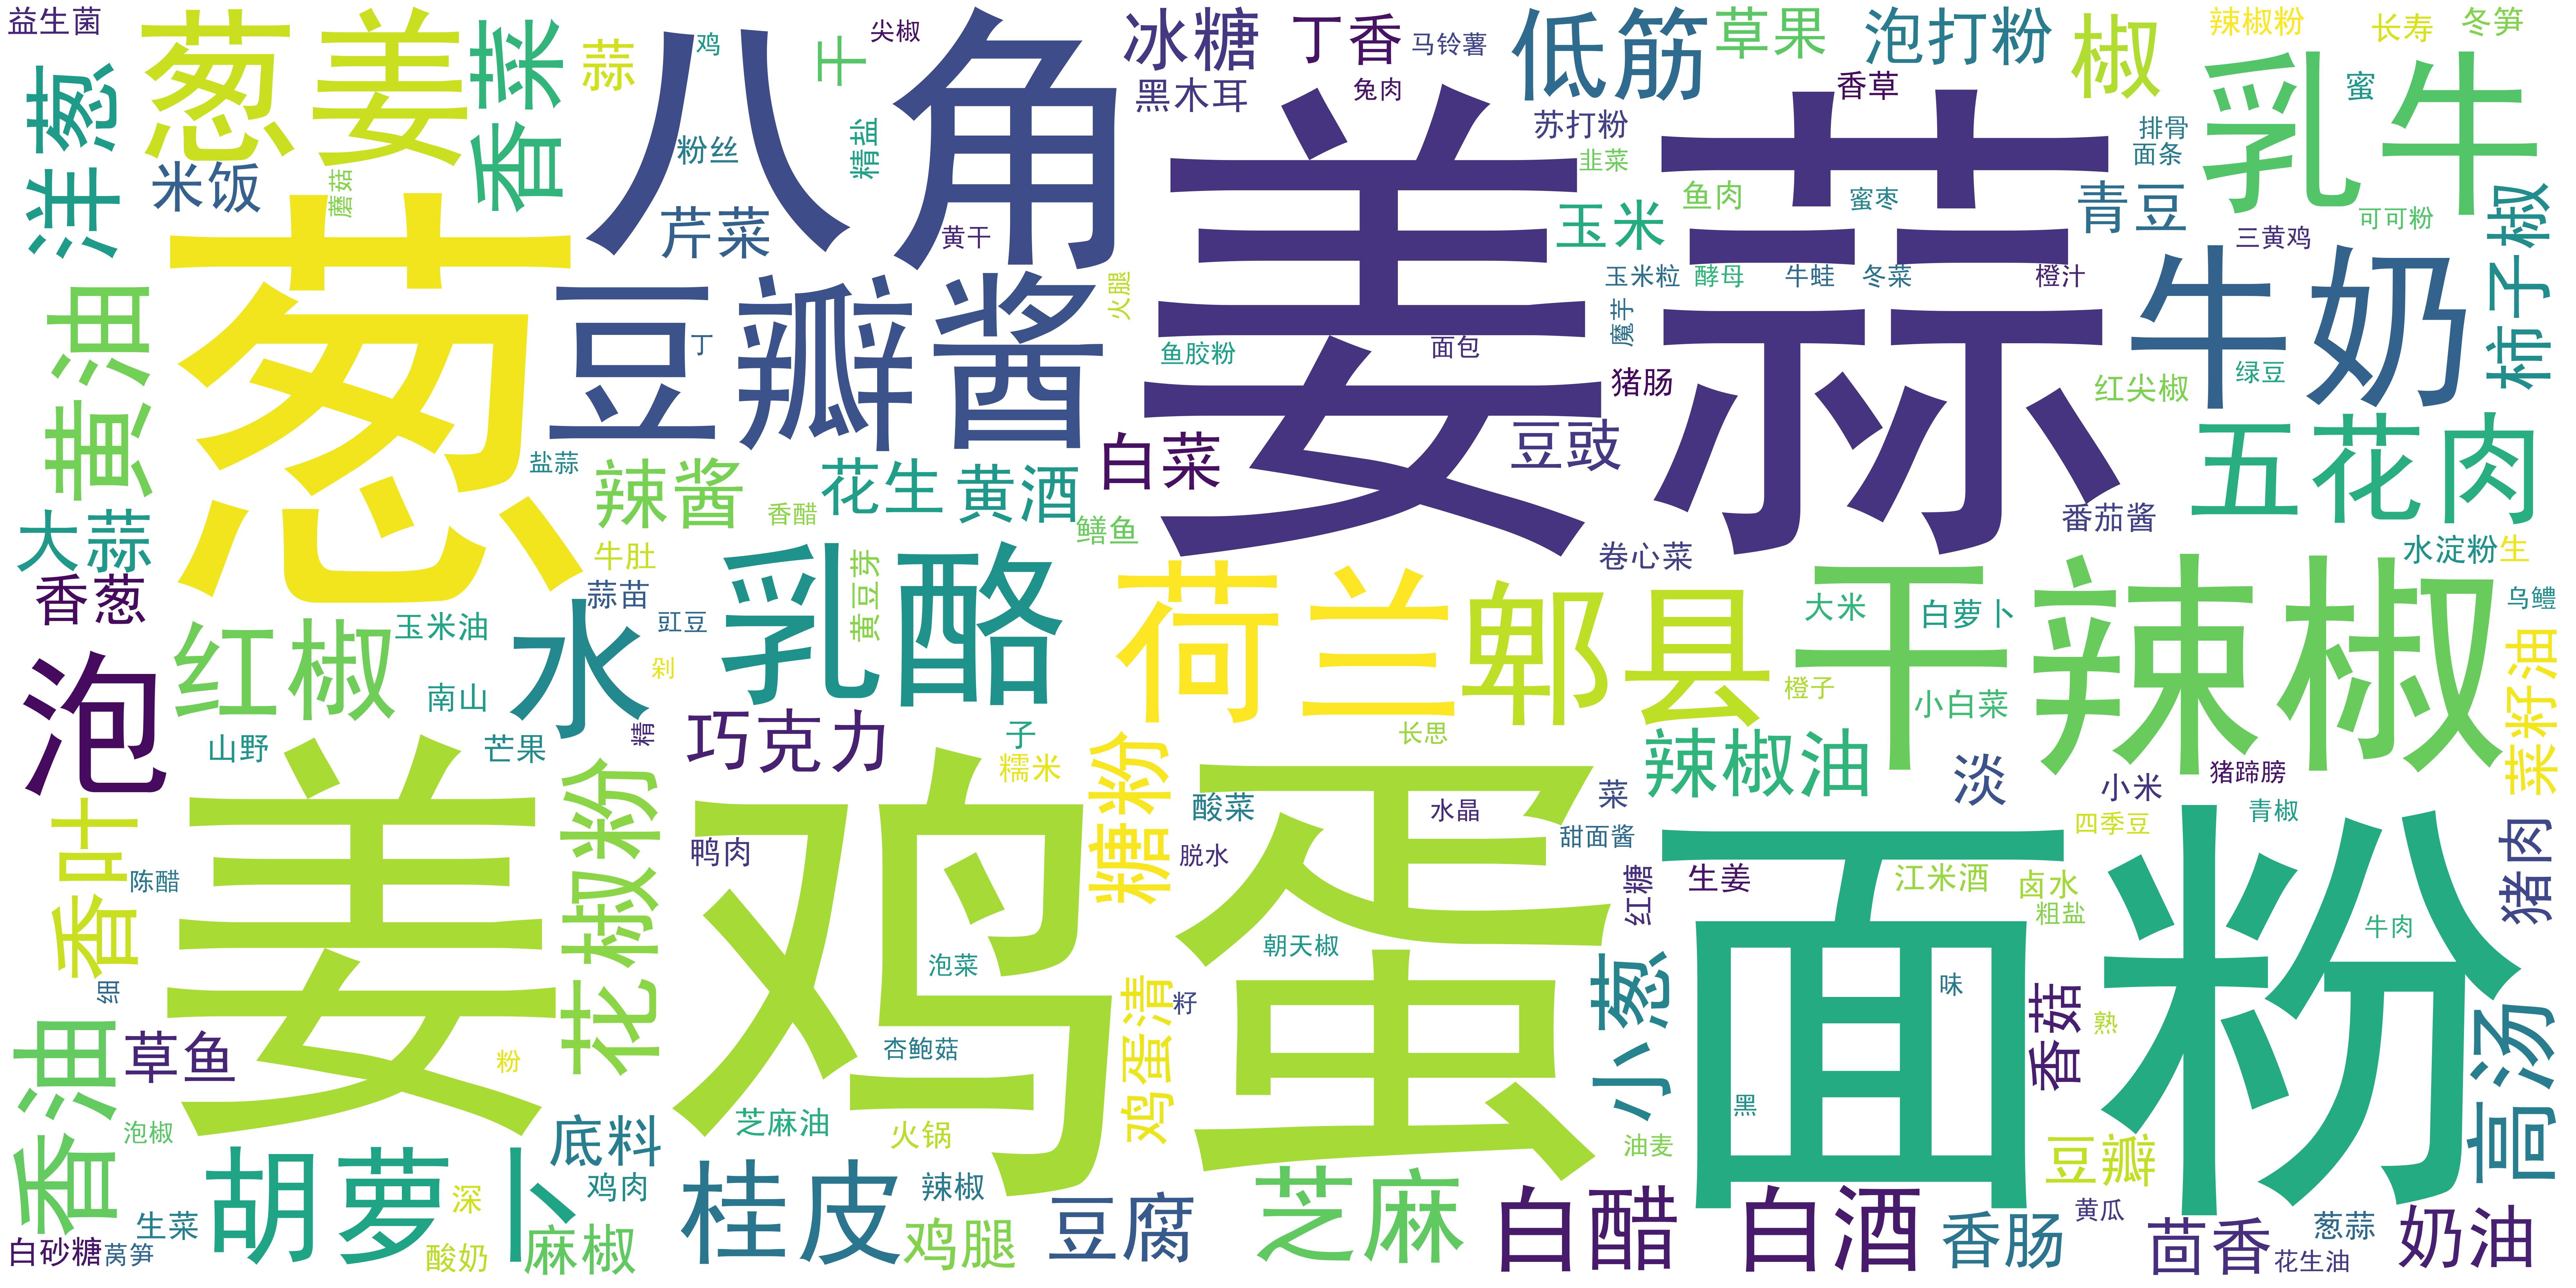 益生菌
葱姜
香菜
蒜
鸡
八角
干
尖椒
冰糖
丁香
马铃薯
低筋
草果
泡打粉
椒
辣椒粉
长寿
冬笋
洋葱
黑木耳
兔肉
香草
乳牛
蜜
米饭
蘑菇
粉丝
精盐
苏打粉
排骨
面条
韭菜
姜蒜
葱
芹菜
黄干
玉米
鱼肉
蜜枣
青豆
三黄鸡
可可粉
柿子椒
黄油
豆瓣酱
丁
火腿
玉米粒
酵母
牛蛙
冬菜
橙汁
牛奶
魔芋
鱼胶粉
面包
猪肠
红尖椒
绿豆
大蒜
盐蒜
辣酱
香醋
花生
黄酒
白菜
鳝鱼
豆豉
番茄酱
五花肉
香葱
牛肚
蒜苗
乳酪
黄豆芽
卷心菜
水淀粉
生
荷兰
郫县
干辣椒
大米
白萝卜
乌鳢
泡
红椒
玉米油
水
豇豆
剁
南山
橙子
小白菜
菜籽油
山野
芒果
精
巧克力
子
糯米
长思
辣椒油
淡
小米
猪蹄膀
糖粉
酸菜
水晶
菜
甜面酱
四季豆
青椒
香叶
陈醋
姜
花椒粉
鸭肉
鸡蛋
脱水
红糖
生姜
面粉
江米酒
卤水
粗盐
猪肉
牛肉
细
泡菜
朝天椒
籽
鸡蛋清
小葱
味
香菇
熟
高汤
香油
草鱼
粉
杏鲍菇
黑
泡椒
底料
芝麻油
火锅
油麦
豆瓣
胡萝卜
深
鸡肉
桂皮
辣椒
芝麻
白醋
白酒
黄瓜
生菜
白砂糖
莴笋
酸奶
麻椒
鸡腿
豆腐
香肠
茴香
葱蒜
花生油
奶油